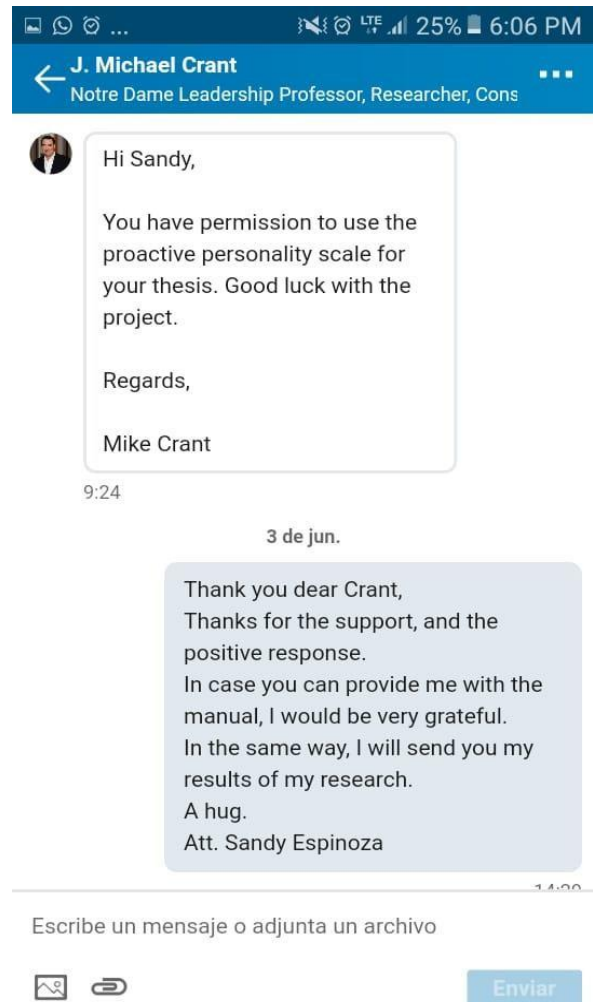 ... LTE 25% 6:06 PM
J. Michael Crant
Notre Dame Leadership Professor, Researcher, Cons
Hi Sandy,
You have permission to use the
proactive personality scale for
your thesis. Good luck with the
project.
Regards,
Mike Crant
9:24
3 de jun.
Thank you dear Crant,
Thanks for the support, and the
positive response.
In case you can provide me with the
manual, I would be very grateful.
In the same way, I will send you my
results of my research.
A hug.
Att. Sandy Espinoza
Escribe un mensaje o adjunta un archivo
Enviar